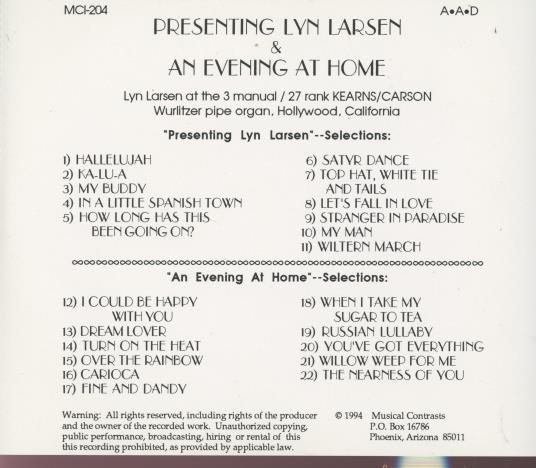 MCI-204
A•A•D
PRESENTING LYN LARSEN
&
AN EVENING AT HOME
Lyn Larsen at the 3 manual / 27 rank KEARNS/CARSON
Wurlitzer pipe organ, Hollywood, California
"Presenting Lyn Larsen"--Selections:
1) HALLELUJAH
2) KA-LU-A
3) MY BUDDY
4) IN A LITTLE SPANISH TOWN
5) HOW LONG HAS THIS
BEEN GOING ON?
6) SATYR DANCE
7) TOP HAT, WHITE TIE
AND TAILS
8) LET'S FALL IN LOVE
9) STRANGER IN PARADISE
10) MY MAN
11) WILTERN MARCH
"An Evening At Home"--Selections:
12) I COULD BE HAPPY
WITH YOU
13) DREAM LOVER
14) TURN ON THE HEAT
15) OVER THE RAINBOW
16) CARIOCA
17) FINE AND DANDY
18) WHEN I TAKE MY
SUGAR TO TEA
19) RUSSIAN LULLABY
20) YOU'VE GOT EVERYTHING
21) WILLOW WEEP FOR ME
22) THE NEARNESS OF YOU
Warning: All rights reserved, including rights of the producer
and the owner of the recorded work. Unauthorized copying,
public performance, broadcasting, hiring or rental of this
this recording prohibited, as provided by applicable law.
© 1994 Musical Contrasts
P.O. Box 16786
Phoenix, Arizona 85011